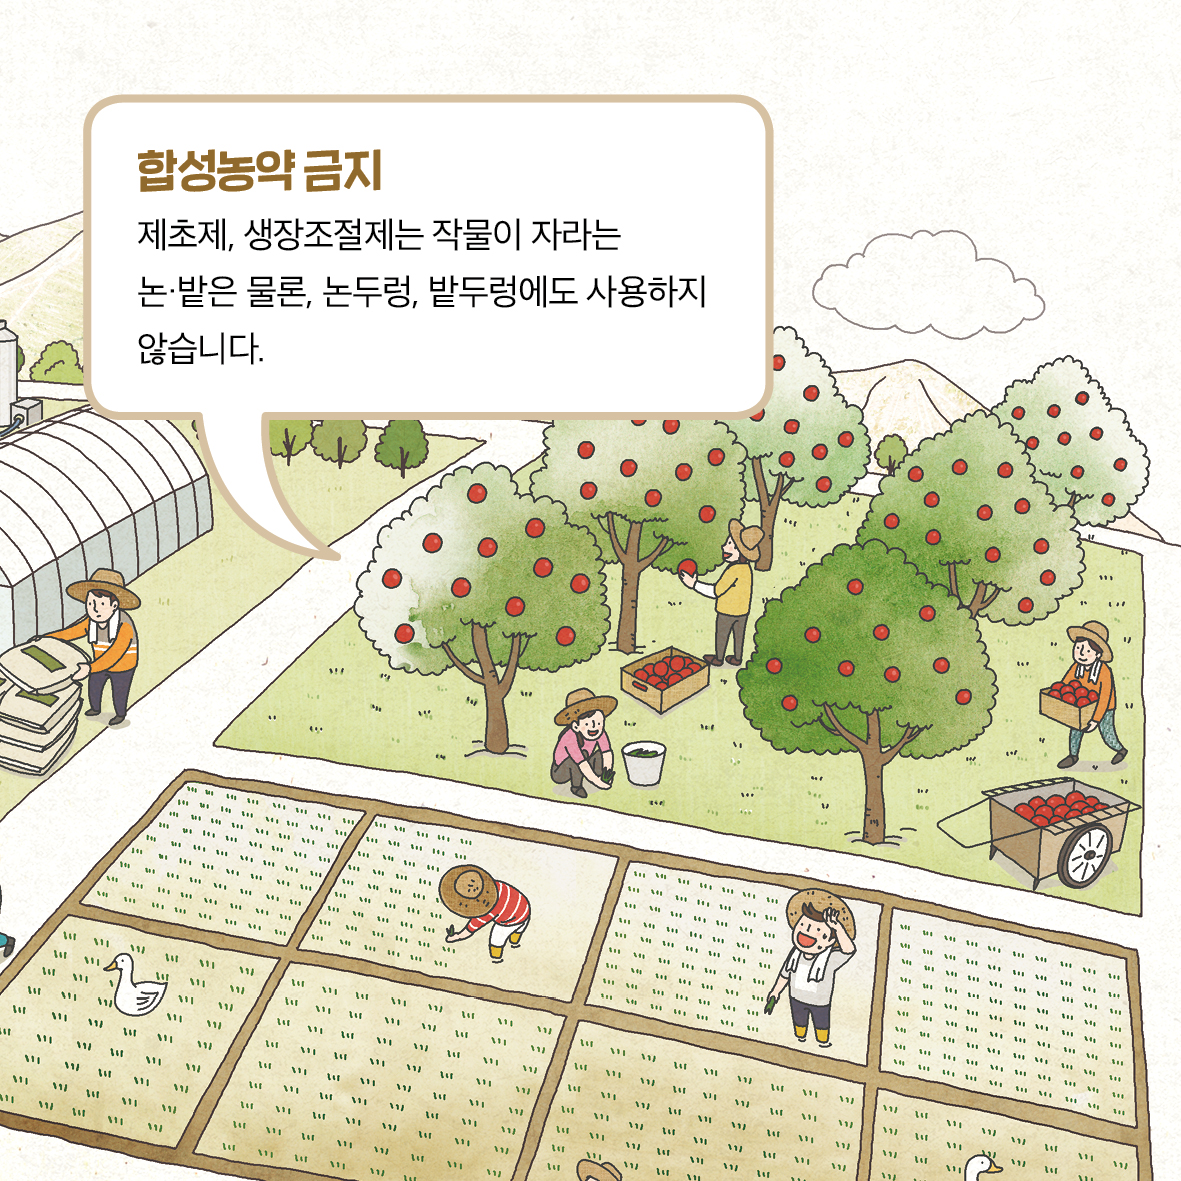 합성농약 금지
제초제, 생장조절제는 작물이 자라는
논·밭은 물론, 논두렁, 밭두렁에도 사용하지
않습니다.